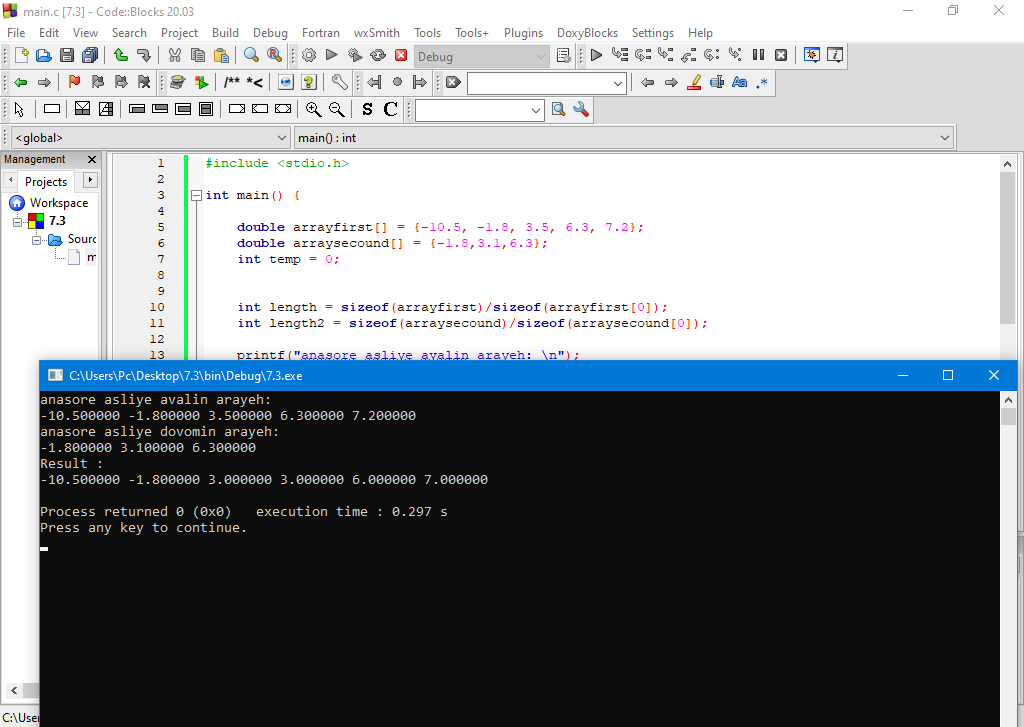 main.c [7.3] - Code::Blocks 20.03
File Edit View Search Project Build Debug Fortran wxSmith Tools Tools+ Plugins DoxyBlocks Settings Help
Debug
/** *<
Aa .*
S C
<global> main() : int
Management
Projects
Workspace
7.3
Sourc
m
1 #include <stdio.h>
2
3 int main() {
4
5 double arrayfirst[] = {-10.5, -1.8, 3.5, 6.3, 7.2};
6 double arraysecound[] = {-1.8,3.1,6.3};
7 int temp = 0;
8
9
10 int length = sizeof(arrayfirst)/sizeof(arrayfirst[0]);
11 int length2 = sizeof(arraysecound)/sizeof(arraysecound[0]);
12
13 printf("anasore asliye avalin arayeh: \n");
C:\Users\Pc\Desktop\7.3\bin\Debug\7.3.exe
anasore asliye avalin arayeh:
-10.500000 -1.800000 3.500000 6.300000 7.200000
anasore asliye dovomin arayeh:
-1.800000 3.100000 6.300000
Result :
-10.500000 -1.800000 3.000000 3.000000 6.000000 7.000000
Process returned 0 (0x0) execution time : 0.297 s
Press any key to continue.
C:\User